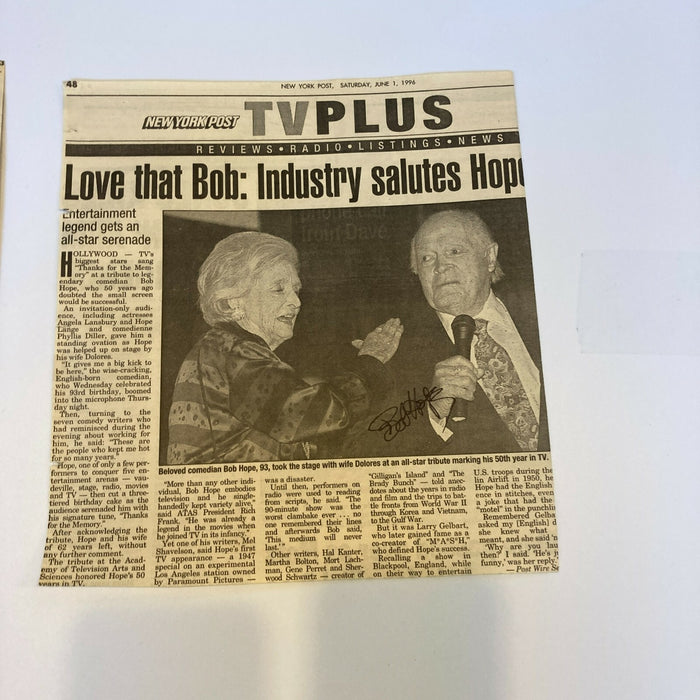 48
NEW YORK POST, SATURDAY, JUNE 1, 1996
NEW YORK POST TVPLUS
REVIEWS • RADIO • LISTINGS • NEWS
Love that Bob: Industry salutes Hope
Entertainment
legend gets an
all-star serenade
HOLLYWOOD — TV's
biggest stars sang
"Thanks for the Mem-
ory" at a tribute to leg-
endary comedian Bob
Hope, who 50 years ago
doubted the small screen
would be successful.
An invitation-only audi-
ence, including actresses
Angela Lansbury and Hope
Lange and comedienne
Phyllis Diller, gave him a
standing ovation as Hope
was helped up on stage by
his wife Dolores.
"It gives me a big kick to
be here," the wise-cracking,
English-born comedian,
who Wednesday celebrated
his 93rd birthday, boomed
into the microphone Thurs-
day night.
Then, turning to the
seven comedy writers who
had reminisced during the
evening about working for
him, he said: "These are
the people who kept me hot
for so many years."
Hope, one of only a few per-
formers to conquer five en-
tertainment arenas — vau-
deville, stage, radio, movies
and TV — then cut a three-
tiered birthday cake as the
audience serenaded him with
his signature tune, "Thanks
for the Memory."
After acknowledging the
tribute, Hope and his wife
of 62 years left, without
any further comment.
The tribute at the Acad-
emy of Television Arts and
Sciences honored Hope's 50
years in TV.
Bob Hope
Beloved comedian Bob Hope, 93, took the stage with wife Dolores at an all-star tribute marking his 50th year in TV.
"More than any other indi-
vidual, Bob Hope embodies
television and he single-
handedly kept variety alive,"
said ATAS President Rich
Frank. "He was already a
legend in the movies when
he joined TV in its infancy."
Yet one of his writers, Mel
Shavelson, said Hope's first
TV appearance — a 1947
special on an experimental
Los Angeles station owned
by Paramount Pictures —
was a disaster.
Until then, performers on
radio were used to reading
from scripts, he said. "The
90-minute show was the
worst clambake ever ... no
one remembered their lines
and afterwards Bob said,
'This medium will never
last.'"
Other writers, Hal Kanter,
Martha Bolton, Mort Lach-
man, Gene Perret and Sher-
wood Schwartz — creator of
"Gilligan's Island" and "The
Brady Bunch" — told anec-
dotes about the years in radio
and film and the trips to bat-
tle fronts from World War II
through Korea and Vietnam,
to the Gulf War.
But it was Larry Gelbart,
who later gained fame as a
co-creator of "M*A*S*H,"
who defined Hope's success.
Recalling a show in
Blackpool, England, while
on their way to entertain
U.S. troops during the
lin Airlift in 1950, he
Hope had the English
ence in stitches, even
a joke that had the
"motel" in the punchlin
Remembered Gelba
asked my [English] d
she knew what
meant, and she said 'n
"'Why are you lau
then?' I said. 'He's j
funny,' was her reply.
— Post Wire Se